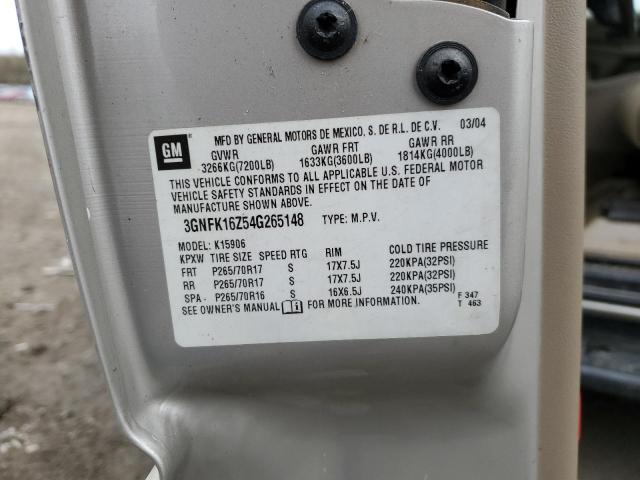 GM
MFD BY GENERAL MOTORS DE MEXICO, S. DE R.L. DE C.V. 03/04
GVWR GAWR FRT GAWR RR
3266KG(7200LB) 1633KG(3600LB) 1814KG(4000LB)
THIS VEHICLE CONFORMS TO ALL APPLICABLE U.S. FEDERAL MOTOR
VEHICLE SAFETY STANDARDS IN EFFECT ON THE DATE OF
MANUFACTURE SHOWN ABOVE.
3GNFK16Z54G265148 TYPE: M.P.V.
MODEL: K15906
KPXW TIRE SIZE SPEED RTG RIM COLD TIRE PRESSURE
FRT P265/70R17 S 17X7.5J 220KPA(32PSI)
RR P265/70R17 S 17X7.5J 220KPA(32PSI)
SPA P265/70R16 S 16X6.5J 240KPA(35PSI)
SEE OWNER'S MANUAL FOR MORE INFORMATION.
F 347
T 463